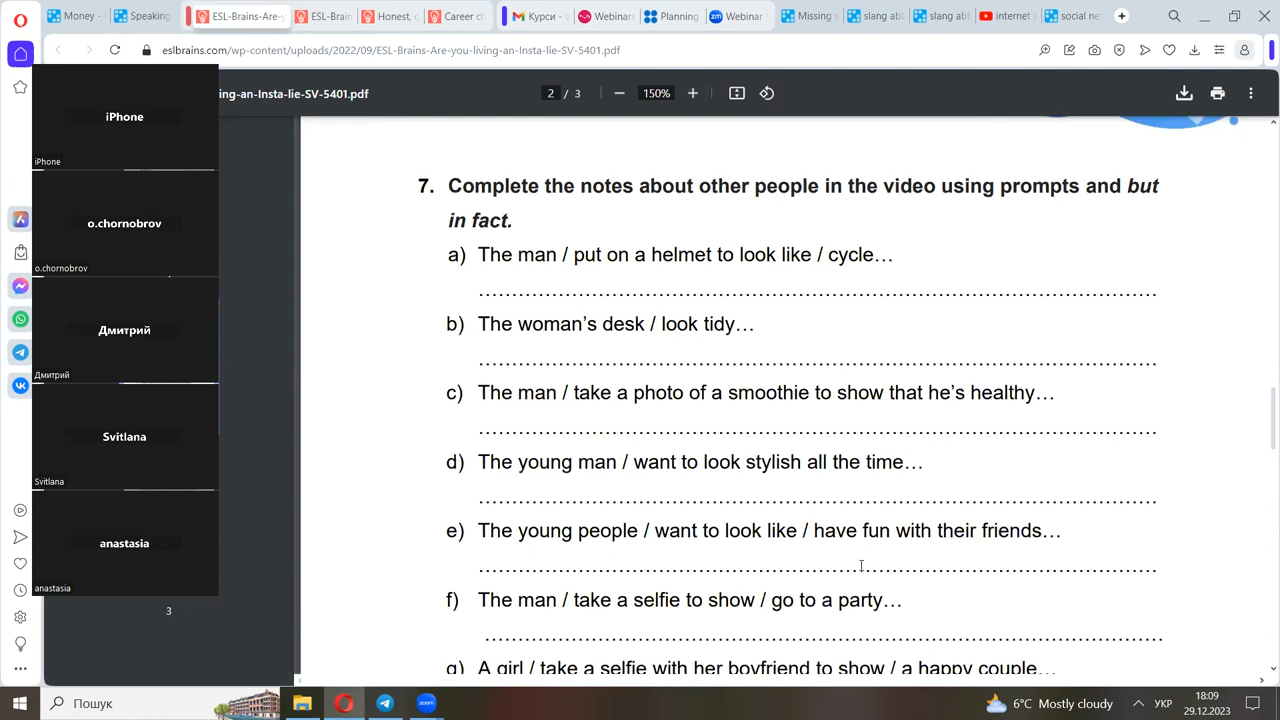 Money -
Speaking
ESL-Brains-Are-y
ESL-Brain
Honest, c
Career ch
Курси -
Webinars
Planning
Webinar
Missing v
slang ab
slang ab
internet s
social net
eslbrains.com/wp-content/uploads/2022/09/ESL-Brains-Are-you-living-an-Insta-lie-SV-5401.pdf
ng-an-Insta-lie-SV-5401.pdf
2 / 3
150%
iPhone
iPhone
o.chornobrov
o.chornobrov
Дмитрий
Дмитрий
Svitlana
Svitlana
anastasia
anastasia
3
7. Complete the notes about other people in the video using prompts and but
in fact.
a) The man / put on a helmet to look like / cycle…
b) The woman's desk / look tidy…
c) The man / take a photo of a smoothie to show that he's healthy…
d) The young man / want to look stylish all the time…
e) The young people / want to look like / have fun with their friends…
f) The man / take a selfie to show / go to a party…
g) A girl / take a selfie with her boyfriend to show / a happy couple…
Пошук
6°C Mostly cloudy
УКР
18:09
29.12.2023